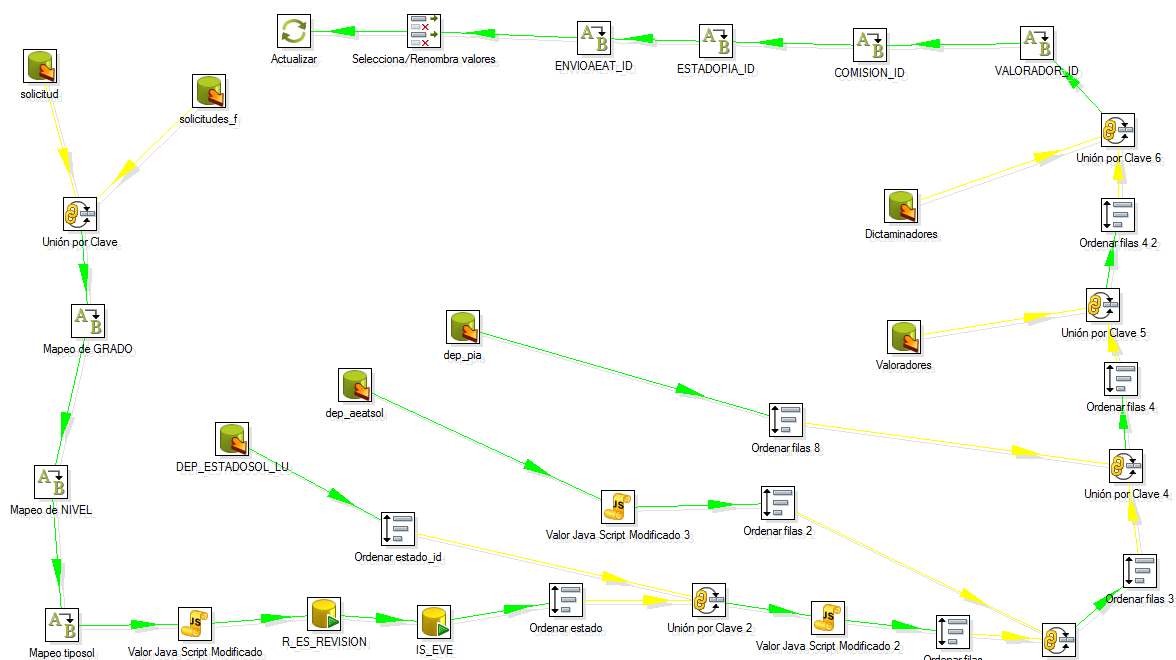 Actualizar
Selecciona/Renombra valores
ENVIOAEAT_ID
ESTADOPIA_ID
COMISION_ID
VALORADOR_ID
solicitud
solicitudes_f
Unión por Clave 6
Dictaminadores
Unión por Clave
Ordenar filas 4 2
Mapeo de GRADO
dep_pia
Valoradores
Unión por Clave 5
dep_aeatsol
Ordenar filas 4
Ordenar filas 8
DEP_ESTADOSOL_LU
Unión por Clave 4
Mapeo de NIVEL
Valor Java Script Modificado 3
Ordenar filas 2
Ordenar estado_id
Ordenar filas 3
Mapeo tiposol
Valor Java Script Modificado
R_ES_REVISION
IS_EVE
Ordenar estado
Unión por Clave 2
Valor Java Script Modificado 2
Ordenar filas